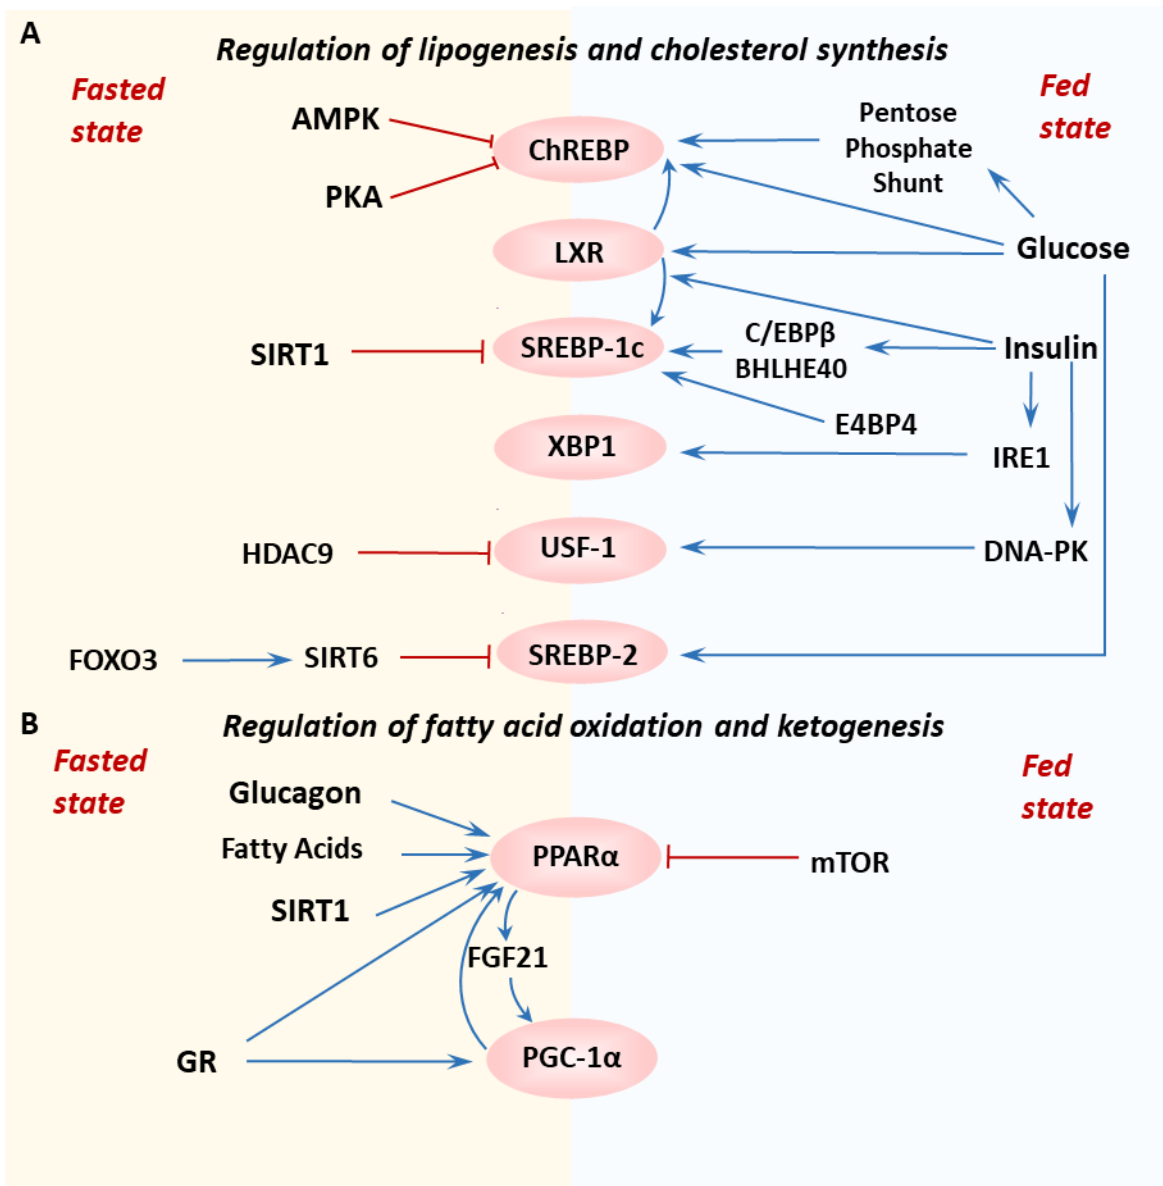 A
Regulation of lipogenesis and cholesterol synthesis
Fasted
state
Fed
state
AMPK
PKA
ChREBP
Pentose
Phosphate
Shunt
LXR
Glucose
SIRT1
SREBP-1c
C/EBPβ
BHLHE40
Insulin
E4BP4
XBP1
IRE1
HDAC9
USF-1
DNA-PK
FOXO3
SIRT6
SREBP-2
B
Regulation of fatty acid oxidation and ketogenesis
Fasted
state
Fed
state
Glucagon
Fatty Acids
SIRT1
PPARα
mTOR
FGF21
GR
PGC-1α